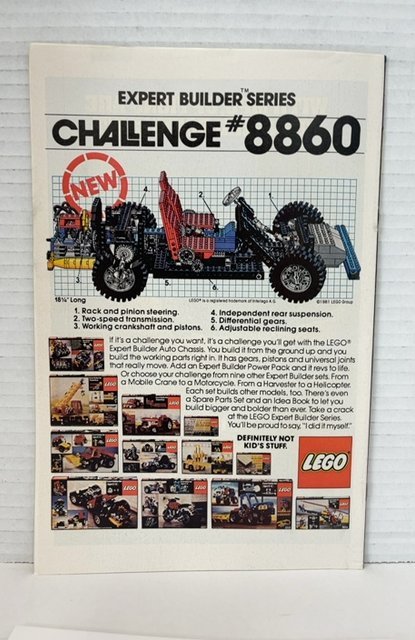 EXPERT BUILDER™ SERIES
CHALLENGE #8860
NEW
18¼" Long
LEGO® is a registered trademark of Interlego A.G.
©1981 LEGO Group
1. Rack and pinion steering.
2. Two-speed transmission.
3. Working crankshaft and pistons.
4. Independent rear suspension.
5. Differential gears.
6. Adjustable reclining seats.
If it's a challenge you want, it's a challenge you'll get with the LEGO®
Expert Builder Auto Chassis. You build it from the ground up and you
build the working parts right in. It has gears, pistons and universal joints
that really move. Add an Expert Builder Power Pack and it revs to life.
Or choose your challenge from nine other Expert Builder sets. From
a Mobile Crane to a Motorcycle. From a Harvester to a Helicopter.
Each set builds other models, too. There's even
a Spare Parts Set and an Idea Book to let you
build bigger and bolder than ever. Take a crack
at the LEGO Expert Builder Series.
You'll be proud to say, "I did it myself."
DEFINITELY NOT
KID'S STUFF.
LEGO